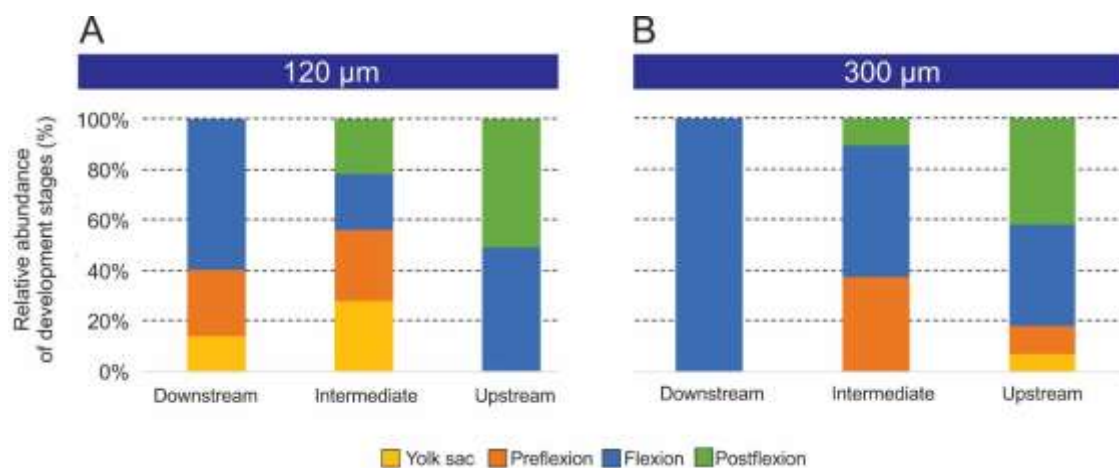 A
B
120 µm
300 µm
Relative abundance
of development stages (%)
100%
80%
60%
40%
20%
0%
Downstream
Intermediate
Upstream
Downstream
Intermediate
Upstream
Yolk sac
Preflexion
Flexion
Postflexion